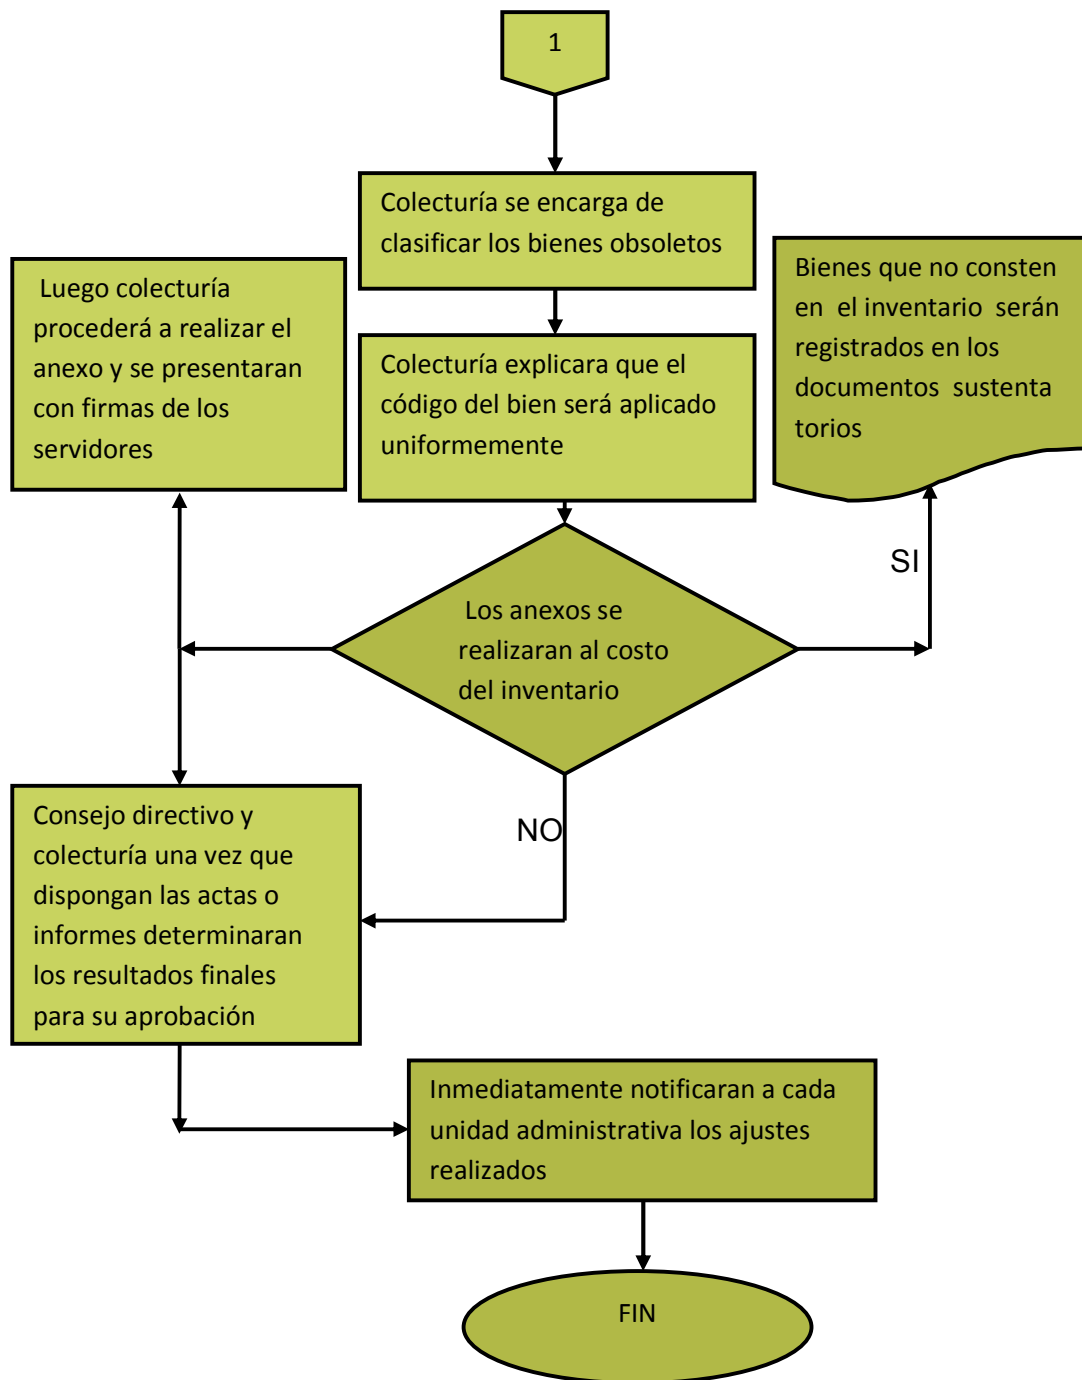 1
Colecturía se encarga de
clasificar los bienes obsoletos
Bienes que no consten
en el inventario serán
registrados en los
documentos sustenta
torios
Luego colecturía
procederá a realizar el
anexo y se presentaran
con firmas de los
servidores
Colecturía explicara que el
código del bien será aplicado
uniformemente
SI
Los anexos se
realizaran al costo
del inventario
NO
Consejo directivo y
colecturía una vez que
dispongan las actas o
informes determinaran
los resultados finales
para su aprobación
Inmediatamente notificaran a cada
unidad administrativa los ajustes
realizados
FIN